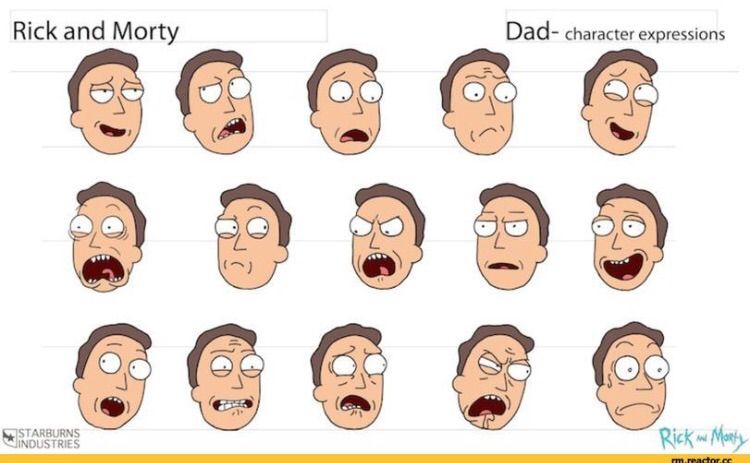 Rick and Morty
Dad- character expressions
STARBURNS
INDUSTRIES
Rick AND Morty
rm.reactor.cc